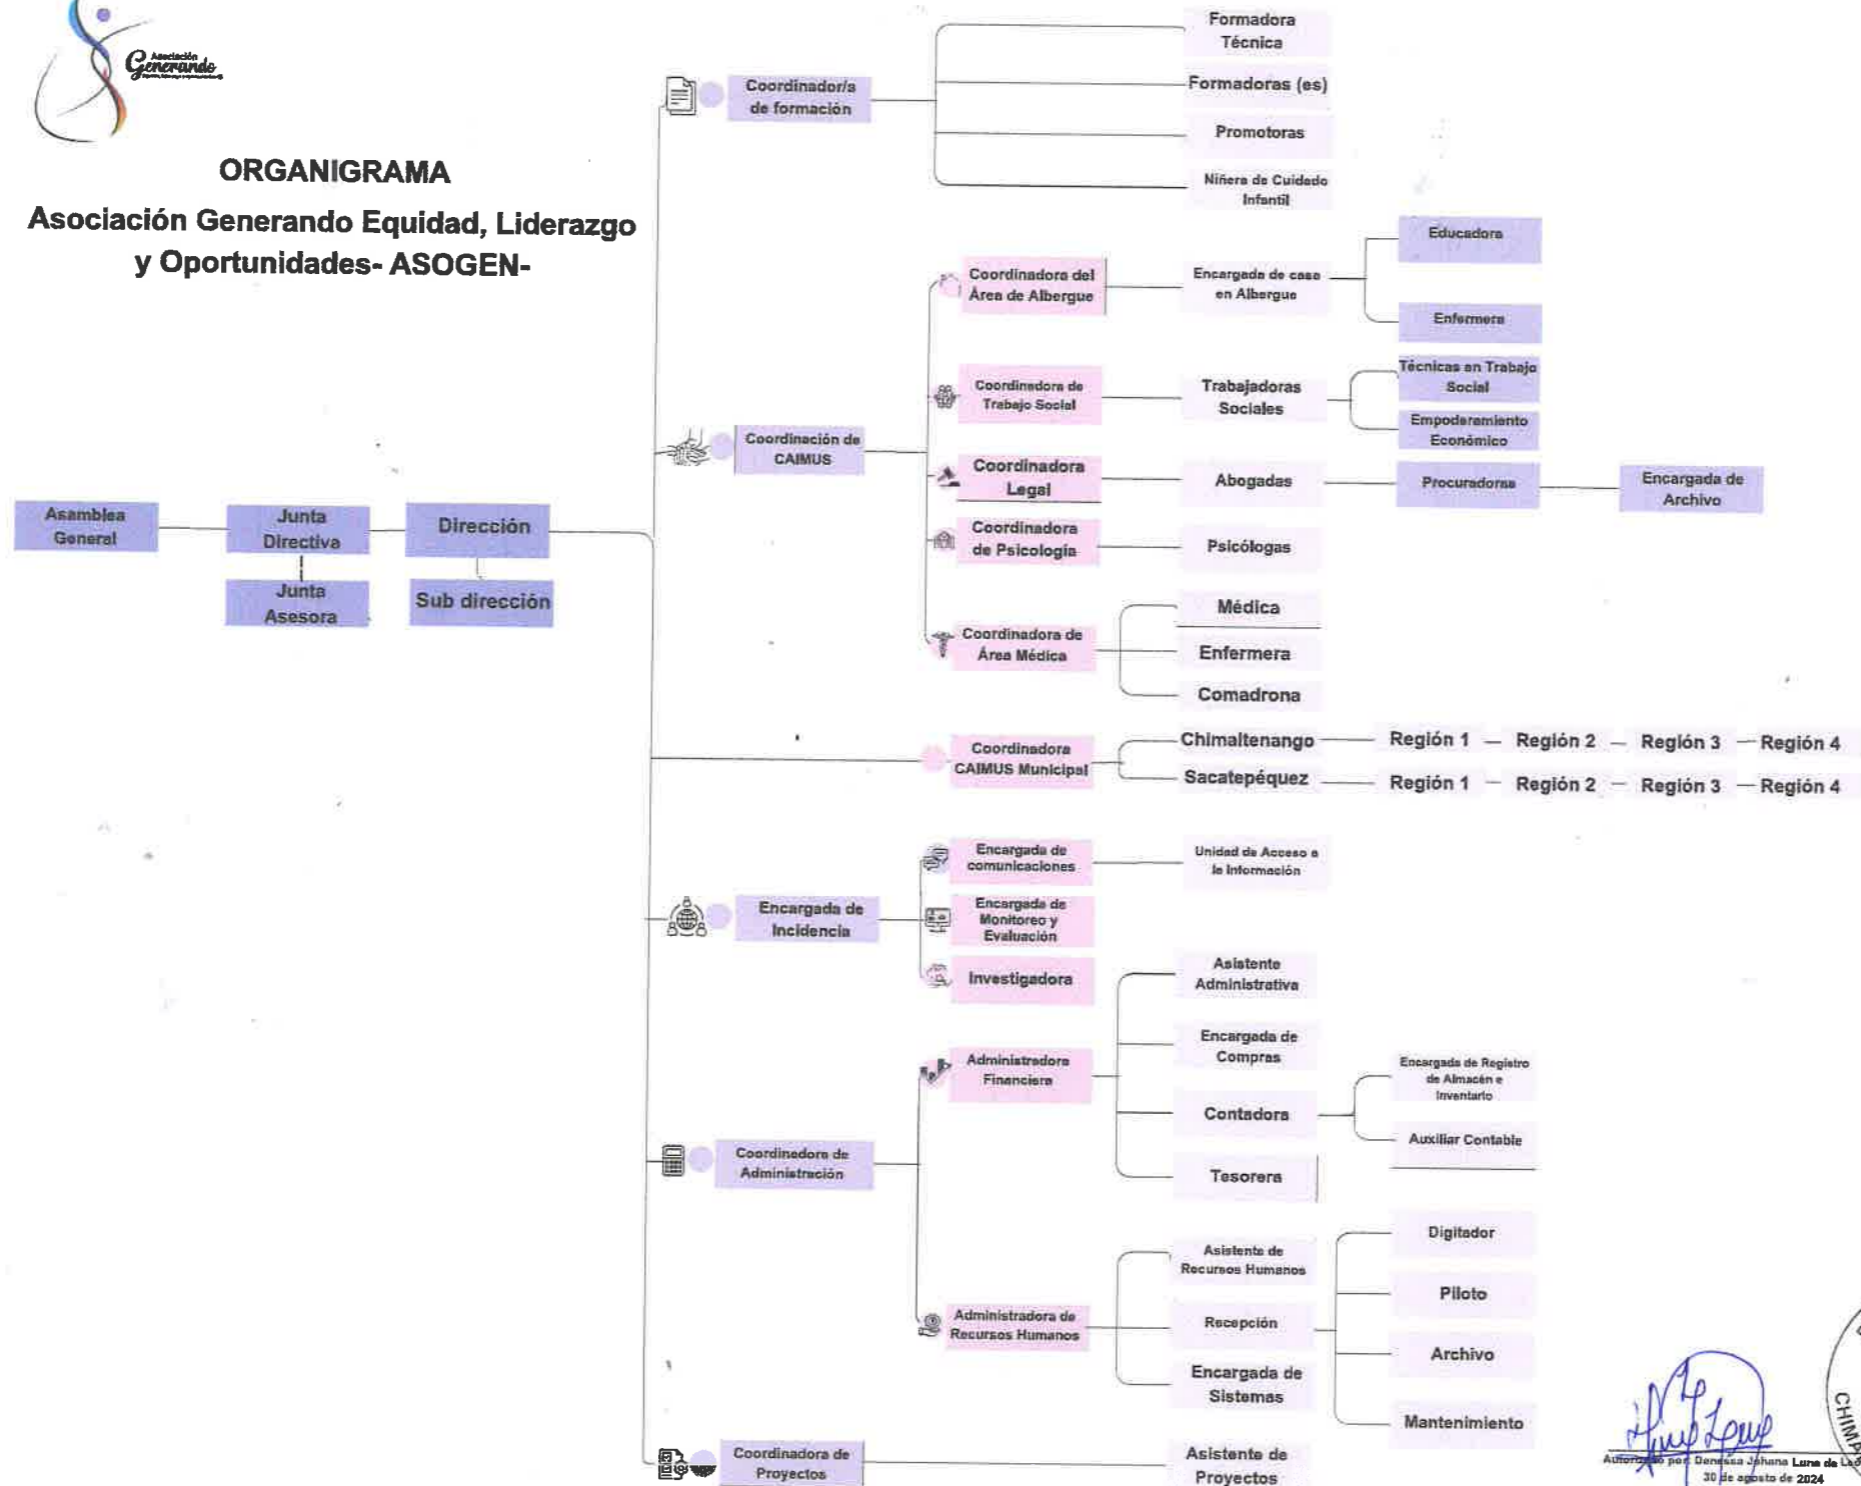 Asociación
Generando
ORGANIGRAMA
Asociación Generando Equidad, Liderazgo
y Oportunidades- ASOGEN-
Asamblea
General
Junta
Directiva
Junta
Asesora
Dirección
Sub dirección
Coordinador/a
de formación
Formadora
Técnica
Formadoras (es)
Promotoras
Niñera de Cuidado
Infantil
Coordinación de
CAIMUS
Coordinadora del
Área de Albergue
Encargada de caso
en Albergue
Educadora
Enfermera
Coordinadora de
Trabajo Social
Trabajadoras
Sociales
Técnicas en Trabajo
Social
Empoderamiento
Económico
Coordinadora
Legal
Abogadas
Procuradoras
Encargada de
Archivo
Coordinadora
de Psicología
Psicólogas
Coordinadora de
Área Médica
Médica
Enfermera
Comadrona
Coordinadora
CAIMUS Municipal
Chimaltenango
Región 1
Región 2
Región 3
Región 4
Sacatepéquez
Región 1
Región 2
Región 3
Región 4
Encargada de
Incidencia
Encargada de
comunicaciones
Unidad de Acceso a
la Información
Encargada de
Monitoreo y
Evaluación
Investigadora
Coordinadora de
Administración
Administradora
Financiera
Asistente
Administrativa
Encargada de
Compras
Contadora
Encargada de Registro
de Almacén e
Inventario
Auxiliar Contable
Tesorera
Administradora de
Recursos Humanos
Asistente de
Recursos Humanos
Recepción
Encargada de
Sistemas
Digitador
Piloto
Archivo
Mantenimiento
Coordinadora de
Proyectos
Asistente de
Proyectos
Autorizado por: Denessa Johana Luna de
30 de agosto de 2024